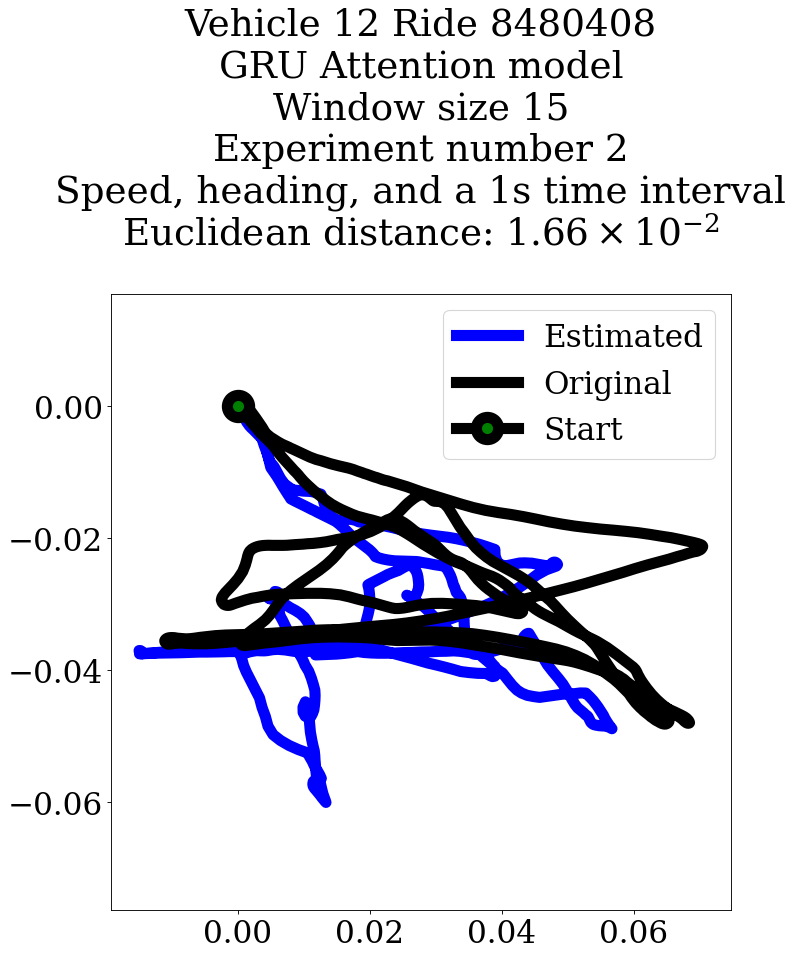 Vehicle 12 Ride 8480408
GRU Attention model
Window size 15
Experiment number 2
Speed, heading, and a 1s time interval
Euclidean distance: 1.66 × 10⁻²
Estimated
Original
Start
0.00
−0.02
−0.04
−0.06
0.00 0.02 0.04 0.06